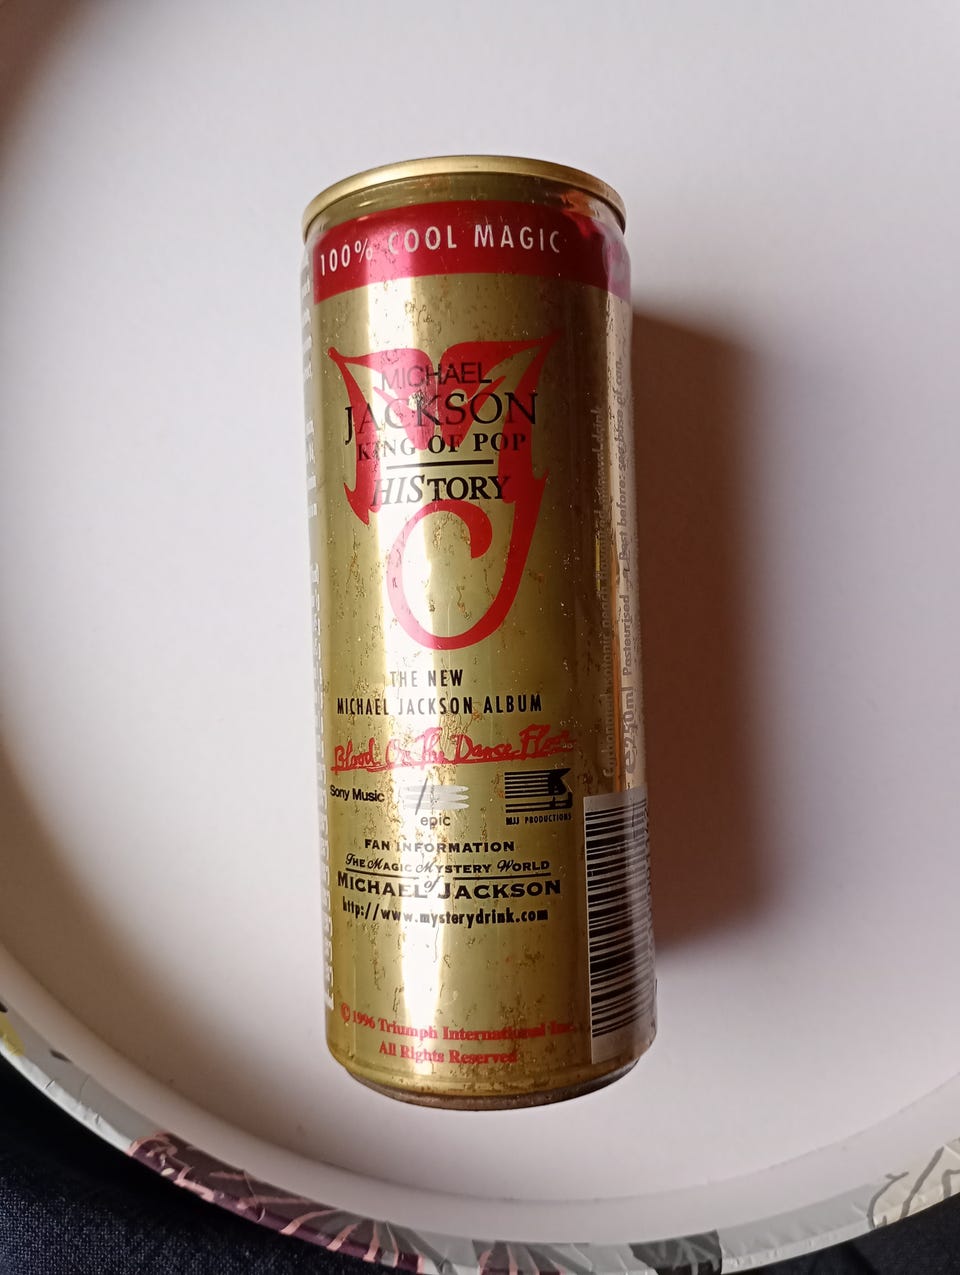 100% COOL MAGIC
MICHAEL
JACKSON
KING OF POP
HISTORY
THE NEW
MICHAEL JACKSON ALBUM
Blood On The Dance Floor
Sony Music
epic
MJJ PRODUCTIONS
FAN INFORMATION
THE MAGIC MYSTERY WORLD
of
MICHAEL JACKSON
http://www.mysterydrink.com
© 1996 Triumph International Inc.
All Rights Reserved
e 250ml Pasteurised Best before: see base of can